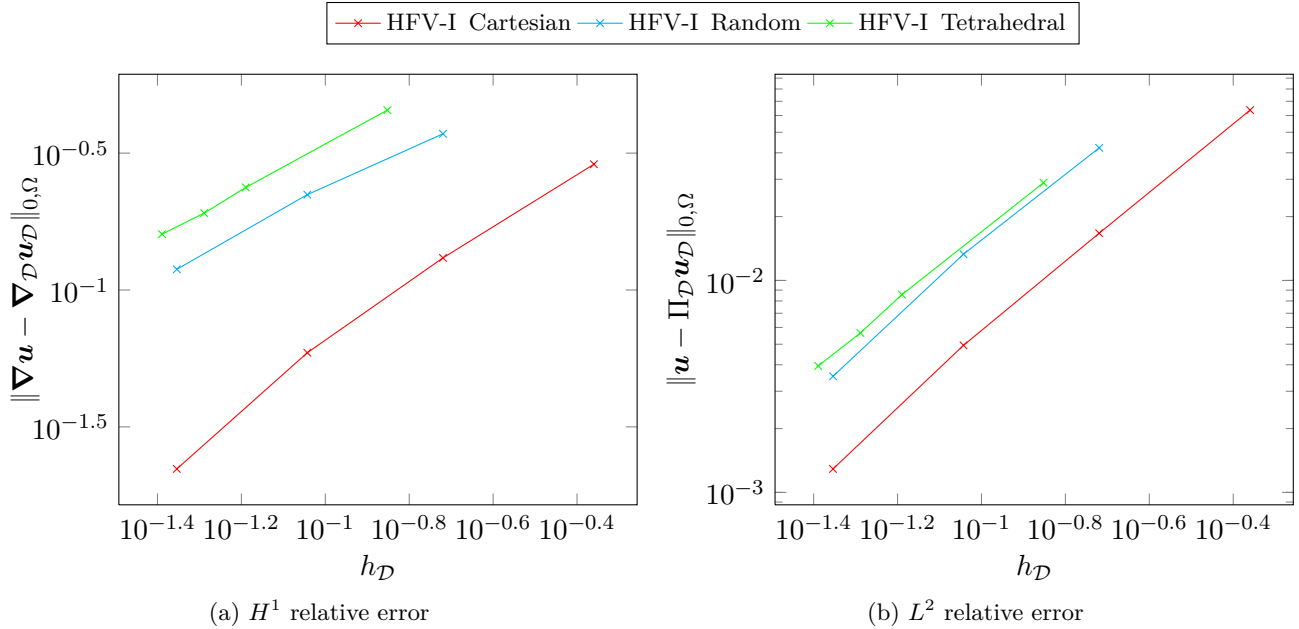 HFV-I Cartesian HFV-I Random HFV-I Tetrahedral
10^{−0.5}
10^{−1}
10^{−1.5}
‖∇u − ∇_𝒟u_𝒟‖_{0,Ω}
10^{−1.4} 10^{−1.2} 10^{−1} 10^{−0.8} 10^{−0.6} 10^{−0.4}
h_𝒟
(a) H^1 relative error
10^{−2}
10^{−3}
‖u − Π_𝒟u_𝒟‖_{0,Ω}
10^{−1.4} 10^{−1.2} 10^{−1} 10^{−0.8} 10^{−0.6} 10^{−0.4}
h_𝒟
(b) L^2 relative error